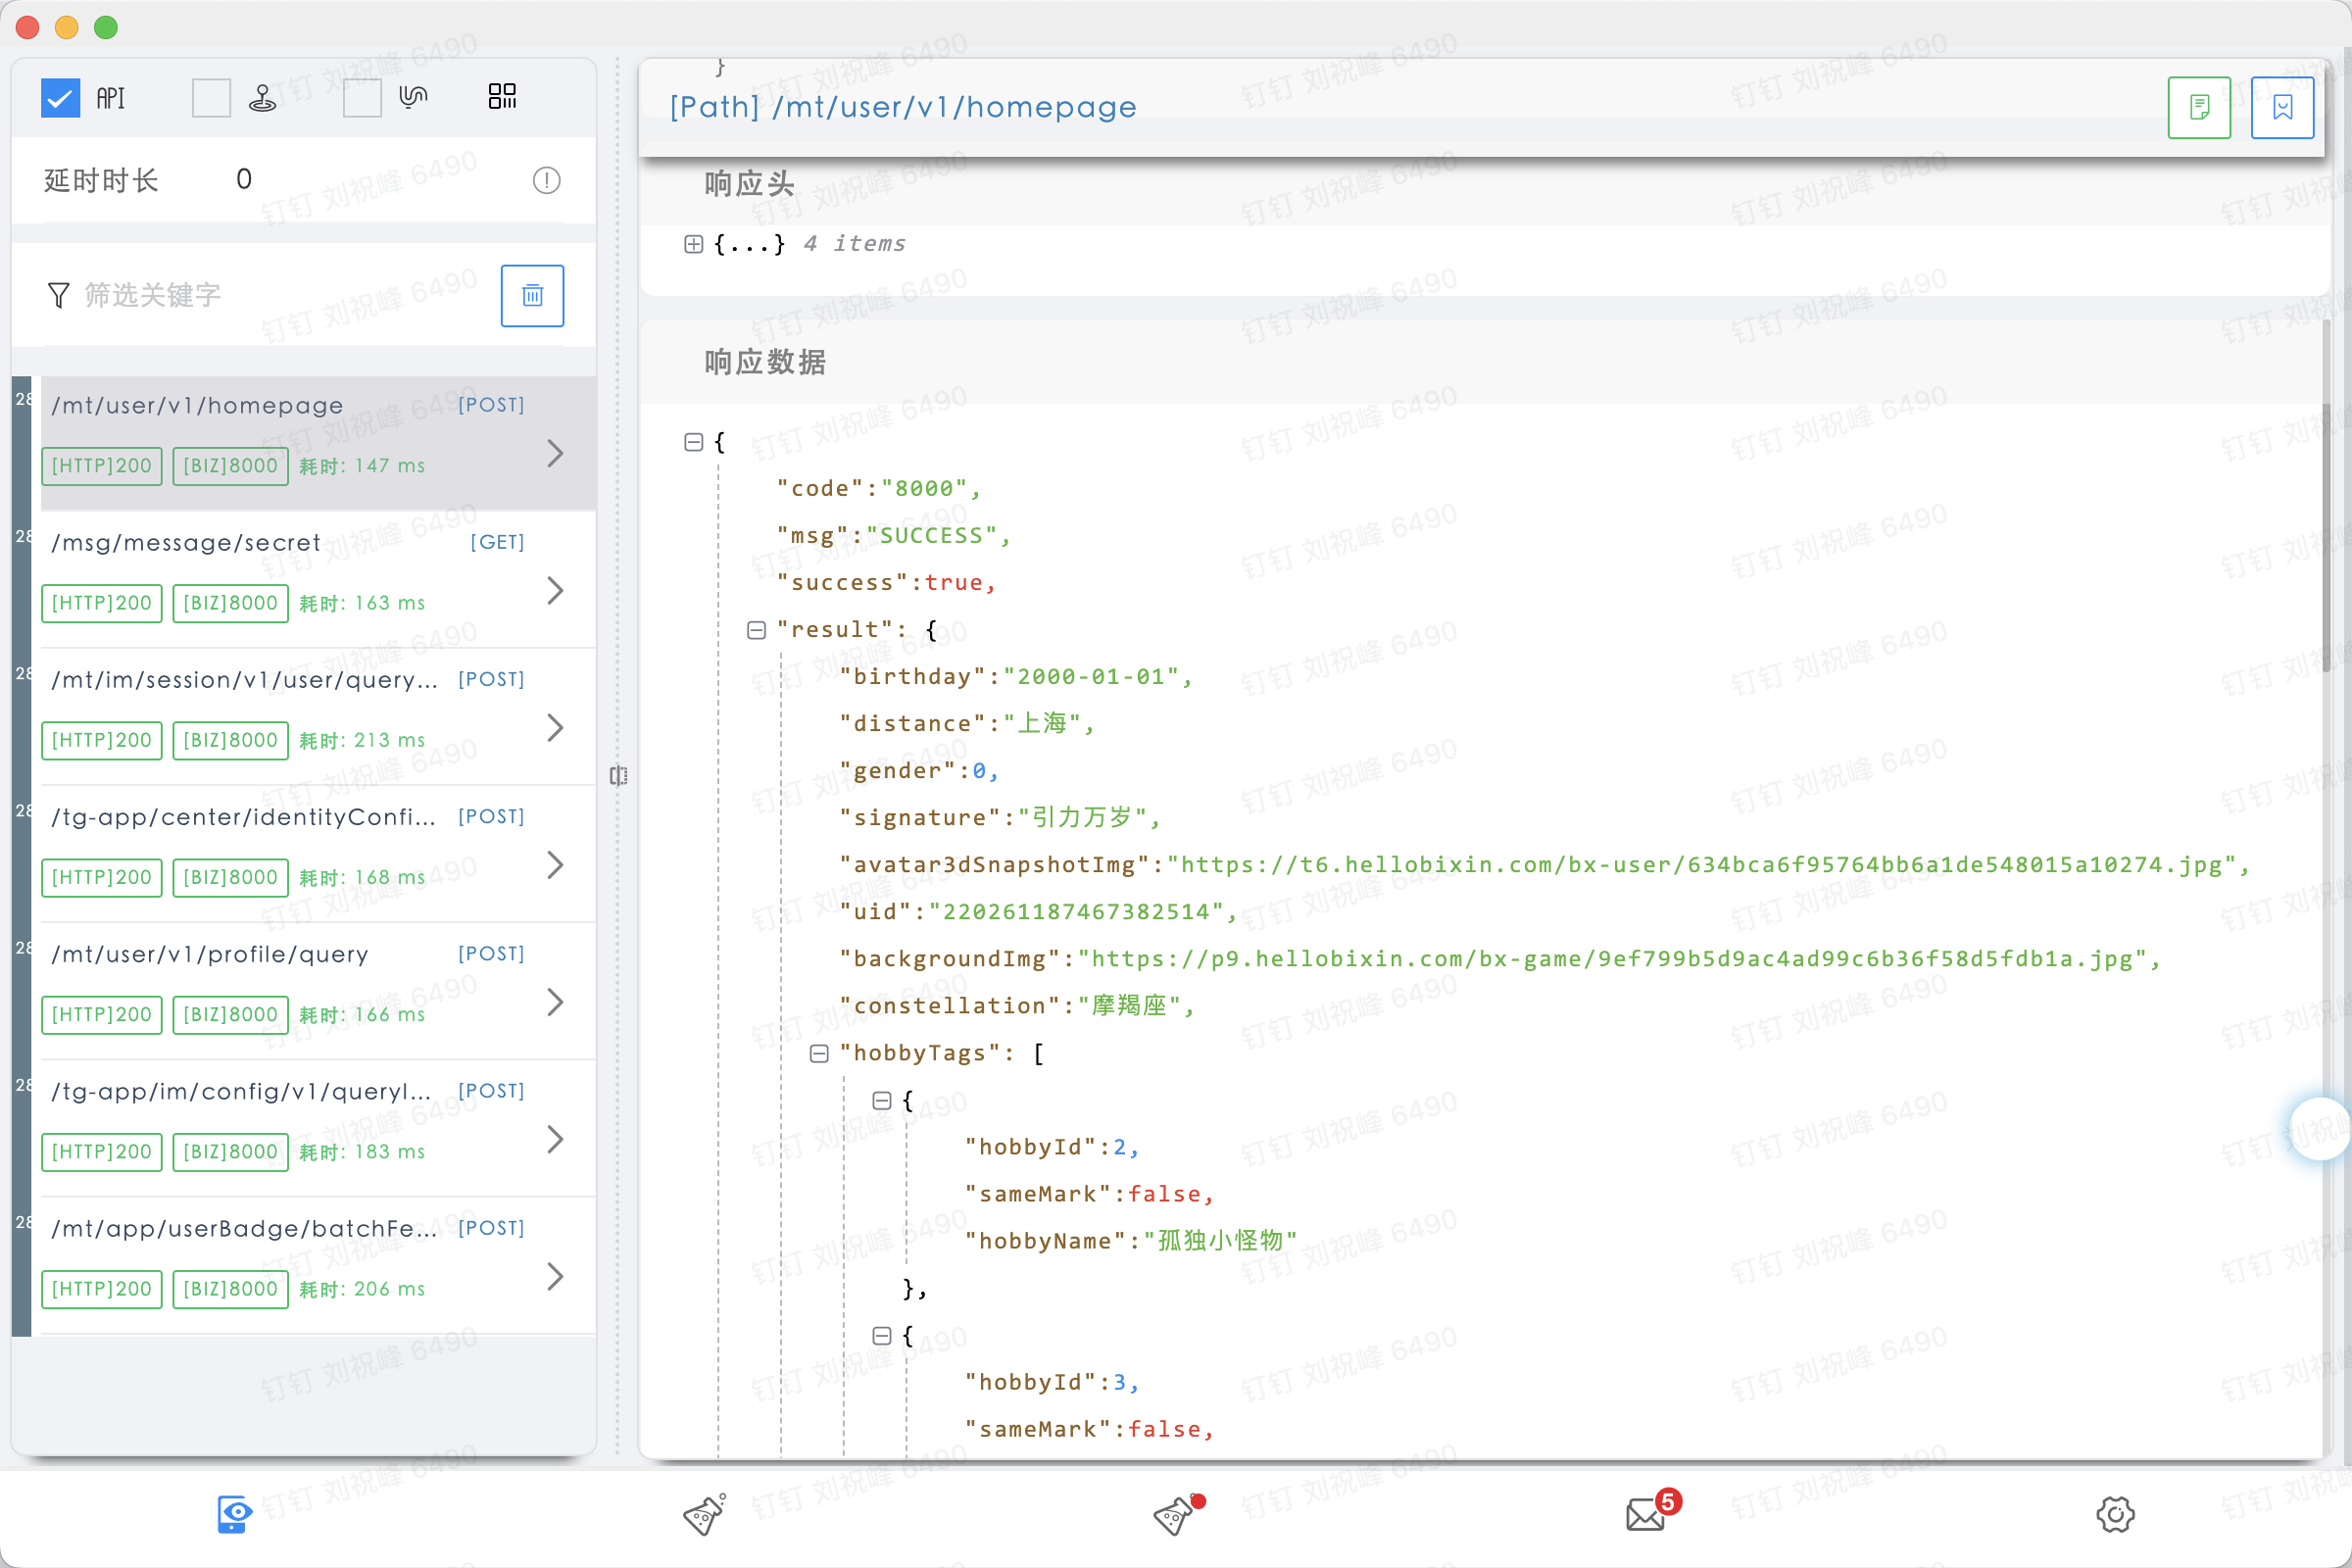 API
延时时长 0
筛选关键字
/mt/user/v1/homepage [POST]
[HTTP]200 [BIZ]8000 耗时: 147 ms
/msg/message/secret [GET]
[HTTP]200 [BIZ]8000 耗时: 163 ms
/mt/im/session/v1/user/query... [POST]
[HTTP]200 [BIZ]8000 耗时: 213 ms
/tg-app/center/identityConfi... [POST]
[HTTP]200 [BIZ]8000 耗时: 168 ms
/mt/user/v1/profile/query [POST]
[HTTP]200 [BIZ]8000 耗时: 166 ms
/tg-app/im/config/v1/queryI... [POST]
[HTTP]200 [BIZ]8000 耗时: 183 ms
/mt/app/userBadge/batchFe... [POST]
[HTTP]200 [BIZ]8000 耗时: 206 ms
28
28
28
28
28
28
28
}
[Path] /mt/user/v1/homepage
响应头
{...} 4 items
响应数据
{
"code":"8000",
"msg":"SUCCESS",
"success":true,
"result": {
"birthday":"2000-01-01",
"distance":"上海",
"gender":0,
"signature":"引力万岁",
"avatar3dSnapshotImg":"https://t6.hellobixin.com/bx-user/634bca6f95764bb6a1de548015a10274.jpg",
"uid":"220261187467382514",
"backgroundImg":"https://p9.hellobixin.com/bx-game/9ef799b5d9ac4ad99c6b36f58d5fdb1a.jpg",
"constellation":"摩羯座",
"hobbyTags": [
{
"hobbyId":2,
"sameMark":false,
"hobbyName":"孤独小怪物"
},
{
"hobbyId":3,
"sameMark":false,
5
钉钉 刘祝峰 6490